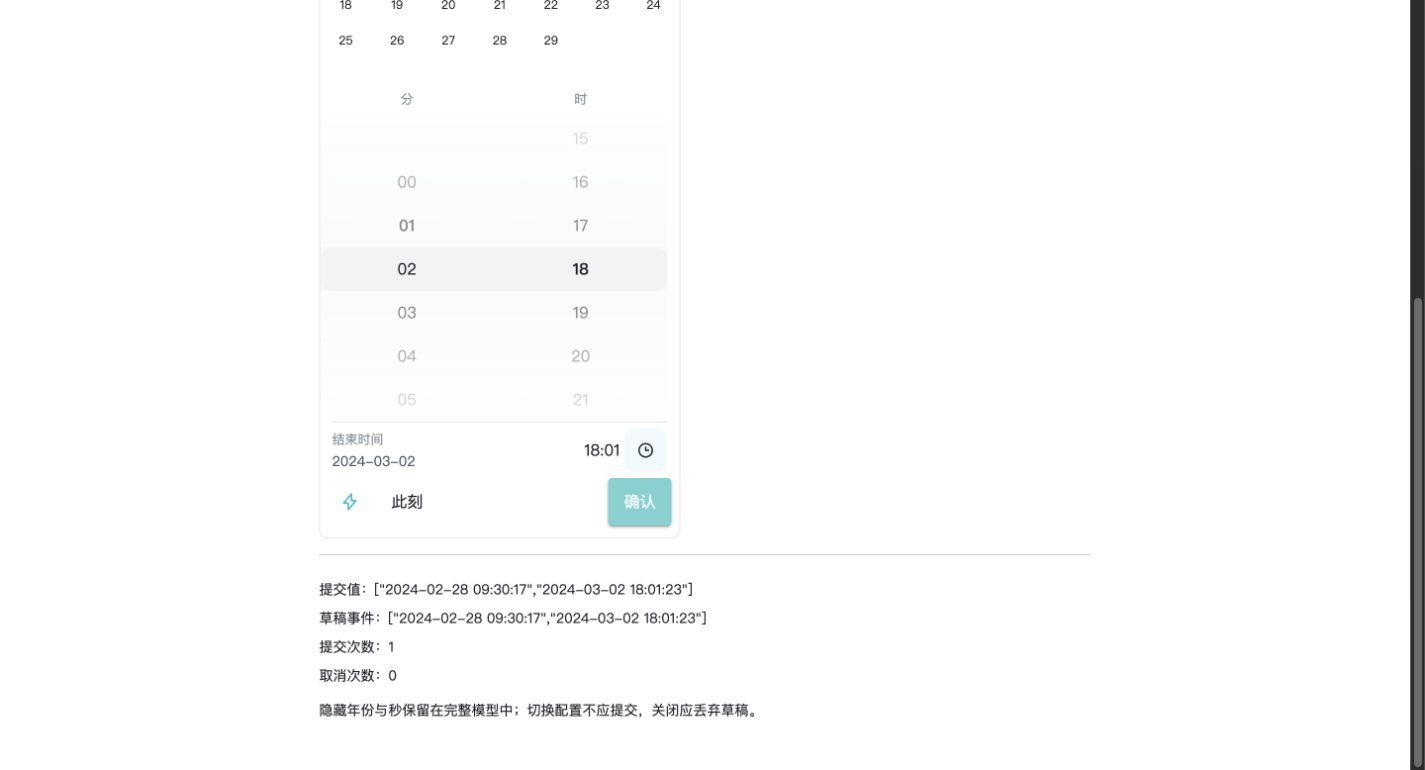 18 19 20 21 22 23 24
25 26 27 28 29
分 时
15
00 16
01 17
02 18
03 19
04 20
05 21
结束时间
2024-03-02
18:01
此刻 确认
提交值：["2024-02-28 09:30:17","2024-03-02 18:01:23"]
草稿事件：["2024-02-28 09:30:17","2024-03-02 18:01:23"]
提交次数：1
取消次数：0
隐藏年份与秒保留在完整模型中；切换配置不应提交，关闭应丢弃草稿。